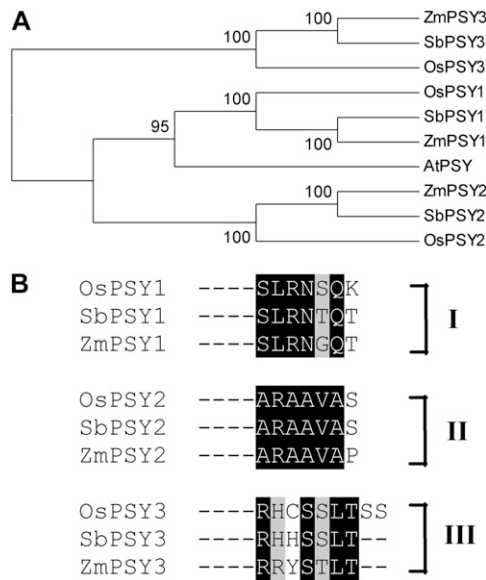 A
100
ZmPSY3
100
SbPSY3
OsPSY3
100
OsPSY1
95
SbPSY1
100
ZmPSY1
AtPSY
100
ZmPSY2
SbPSY2
100
OsPSY2
B
OsPSY1 ----SLRNSQK
SbPSY1 ----SLRNTQT
ZmPSY1 ----SLRNGQT
I
OsPSY2 ----ARAAVAS
SbPSY2 ----ARAAVAS
ZmPSY2 ----ARAAVAP
II
OsPSY3 ----RHCSSLTSS
SbPSY3 ----RHHSSLT--
ZmPSY3 ----RRYSTLT--
III